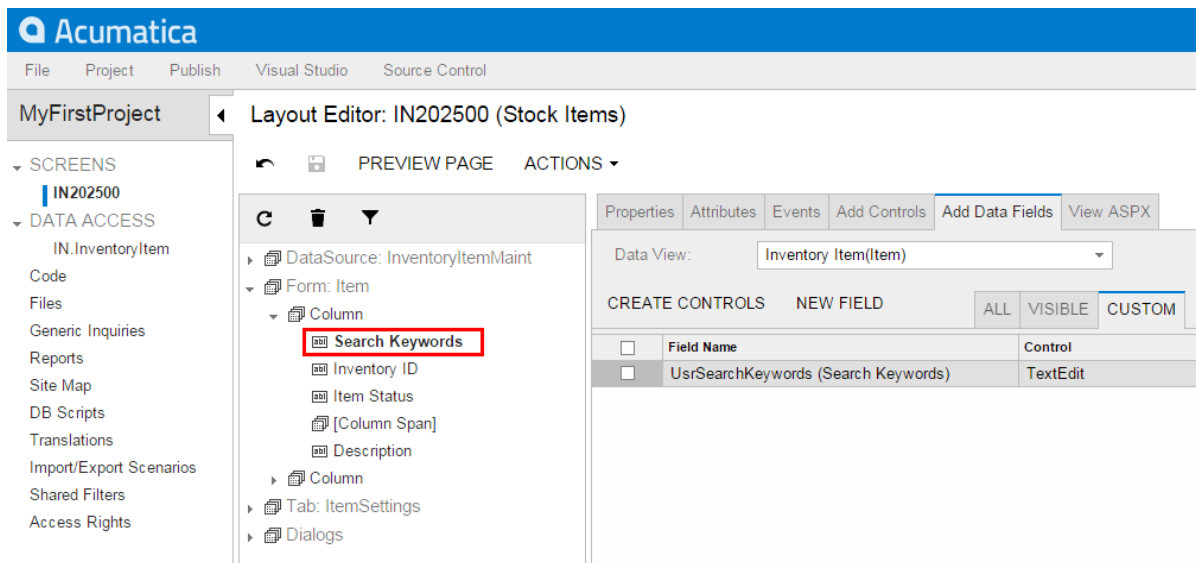 Acumatica
File Project Publish Visual Studio Source Control
MyFirstProject
Layout Editor: IN202500 (Stock Items)
SCREENS
IN202500
DATA ACCESS
IN.InventoryItem
Code
Files
Generic Inquiries
Reports
Site Map
DB Scripts
Translations
Import/Export Scenarios
Shared Filters
Access Rights
PREVIEW PAGE ACTIONS
DataSource: InventoryItemMaint
Form: Item
Column
Search Keywords
Inventory ID
Item Status
[Column Span]
Description
Column
Tab: ItemSettings
Dialogs
Properties Attributes Events Add Controls Add Data Fields View ASPX
Data View: Inventory Item(Item)
CREATE CONTROLS NEW FIELD ALL VISIBLE CUSTOM
Field Name Control
UsrSearchKeywords (Search Keywords) TextEdit